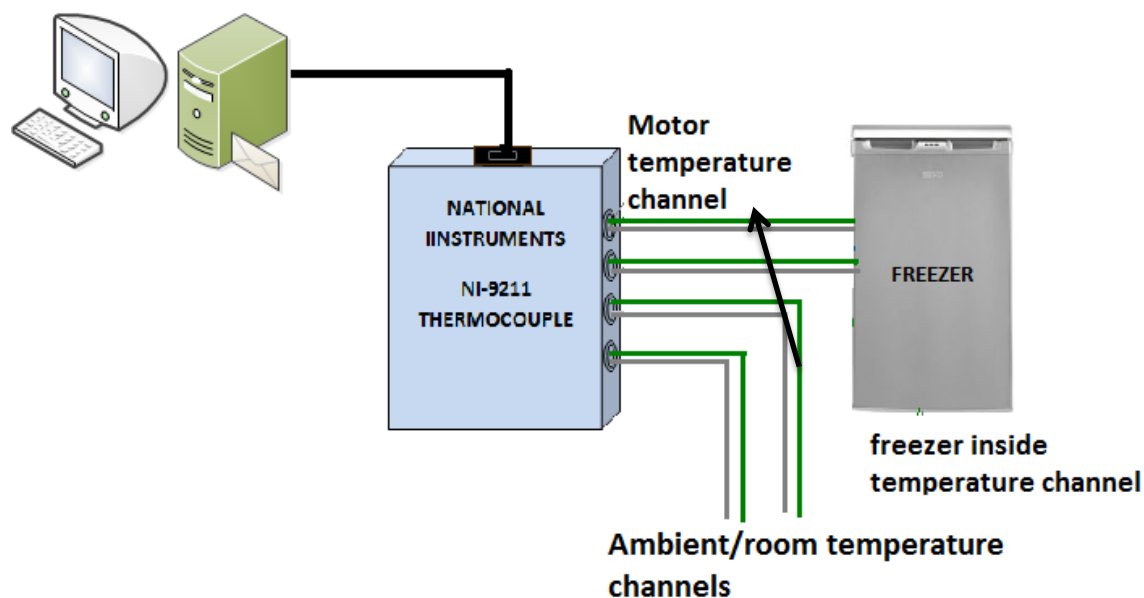 Motor
temperature
channel
NATIONAL
IINSTRUMENTS
NI-9211
THERMOCOUPLE
FREEZER
freezer inside
temperature channel
Ambient/room temperature
channels